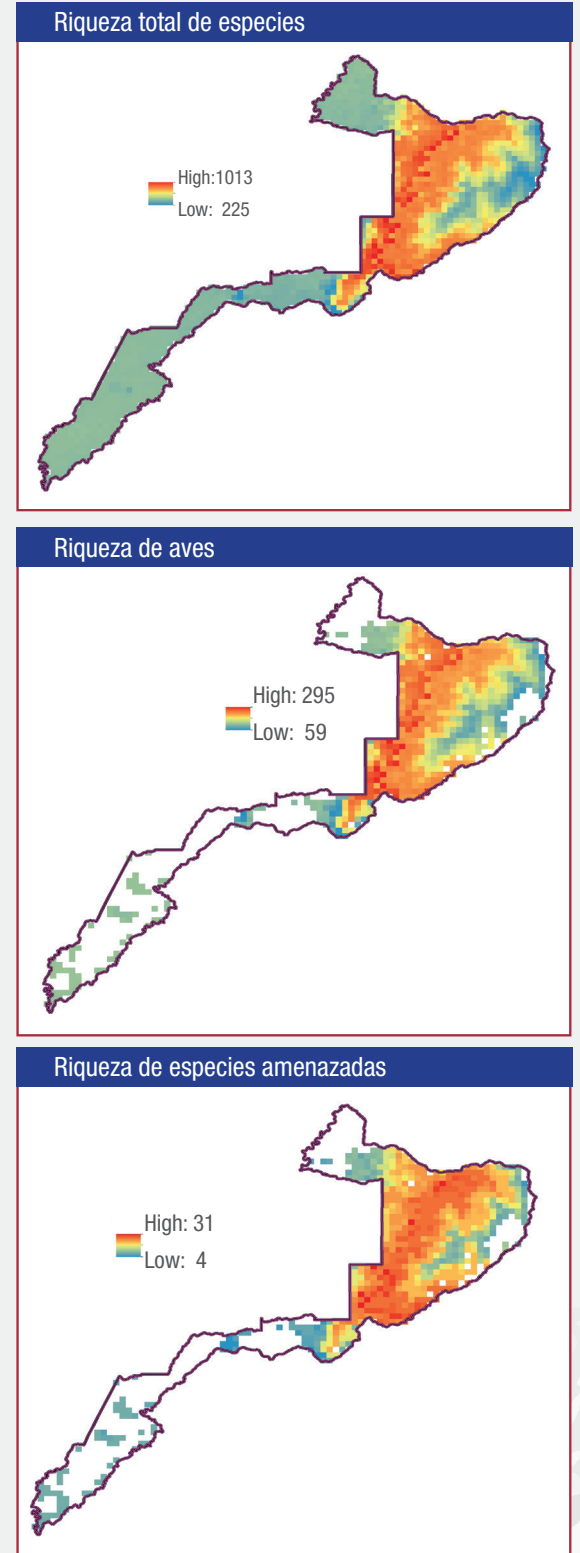 Riqueza total de especies
High:1013
Low: 225
Riqueza de aves
High: 295
Low: 59
Riqueza de especies amenazadas
High: 31
Low: 4